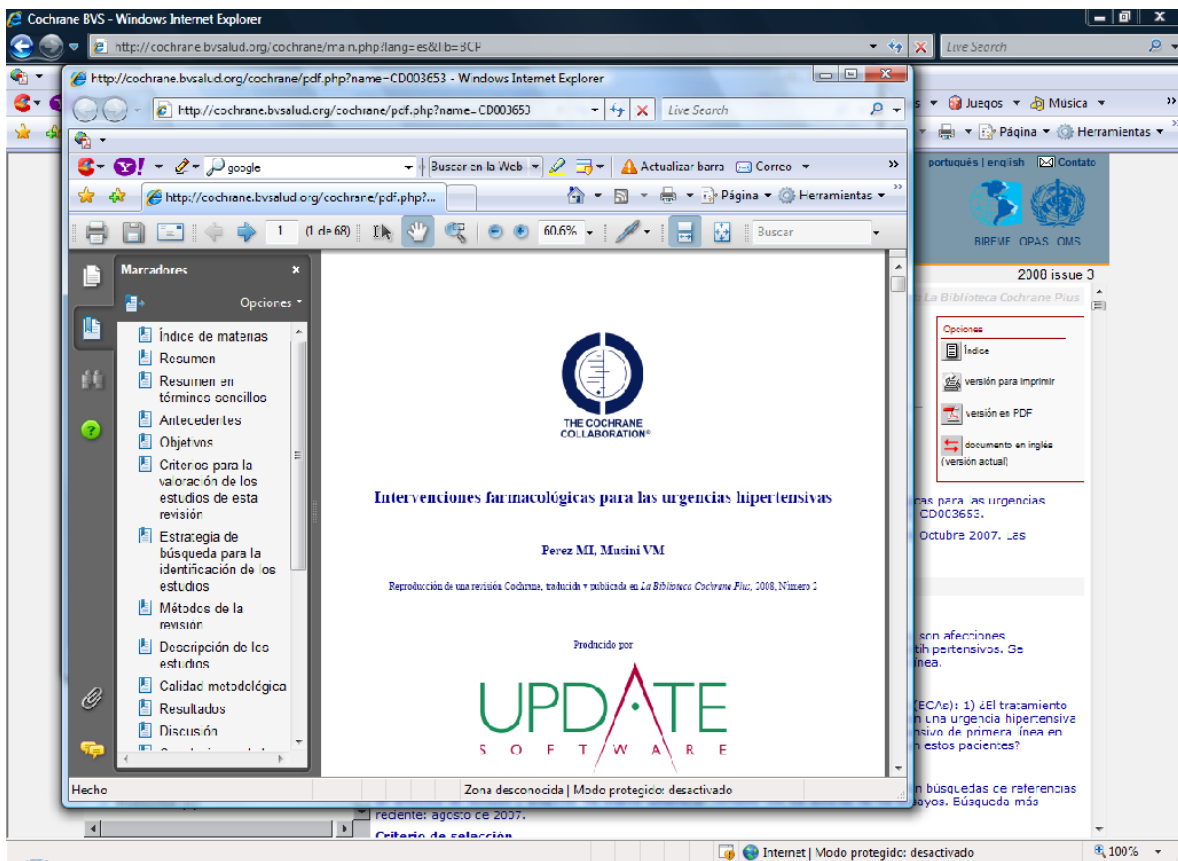 Cochrane BVS - Windows Internet Explorer
http://cochrane.bvsalud.org/cochrane/main.php?lang=es&lib=BCP
Live Search
http://cochrane.bvsalud.org/cochrane/pdf.php?name=CD003653 - Windows Internet Explorer
http://cochrane.bvsalud.org/cochrane/pdf.php?name=CD003653
Live Search
Juegos
Música
google
Buscar en la Web
Actualizar barra
Correo
Página
Herramientas
http://cochrane.bvsalud.org/cochrane/pdf.php?...
Página
Herramientas
1 (1 de 68)
60.6%
Buscar
portuquês | english
Contato
BIREME OPAS OMS
2008 issue 3
La Biblioteca Cochrane Plus
Opciones
Índice
versión para imprimir
versión en PDF
documento en inglés
(versión actual)
Marcadores
Opciones
Índice de materias
Resumen
Resumen en
términos sencillos
Antecedentes
Objetivos
Criterios para la
valoración de los
estudios de esta
revisión
Estrategia de
búsqueda para la
identificación de los
estudios
Métodos de la
revisión
Descripción de los
estudios
Calidad metodológica
Resultados
Discusión
THE COCHRANE
COLLABORATION®
Intervenciones farmacológicas para las urgencias hipertensivas
Perez MI, Musini VM
Reproducción de una revisión Cochrane, traducida y publicada en La Biblioteca Cochrane Plus, 2008, Número 2
Producido por
UPDATE
SOFTWARE
para las urgencias
CD003653.
Octubre 2007. Las
son afecciones
pertensivos. Se
(ECAs): 1) ¿El tratamiento
una urgencia hipertensiva
de primera línea en
estos pacientes?
búsquedas de referencias
Búsqueda más
reciente: agosto de 2007.
Criterio de selección
Hecho
Zona desconocida | Modo protegido: desactivado
Internet | Modo protegido: desactivado
100%